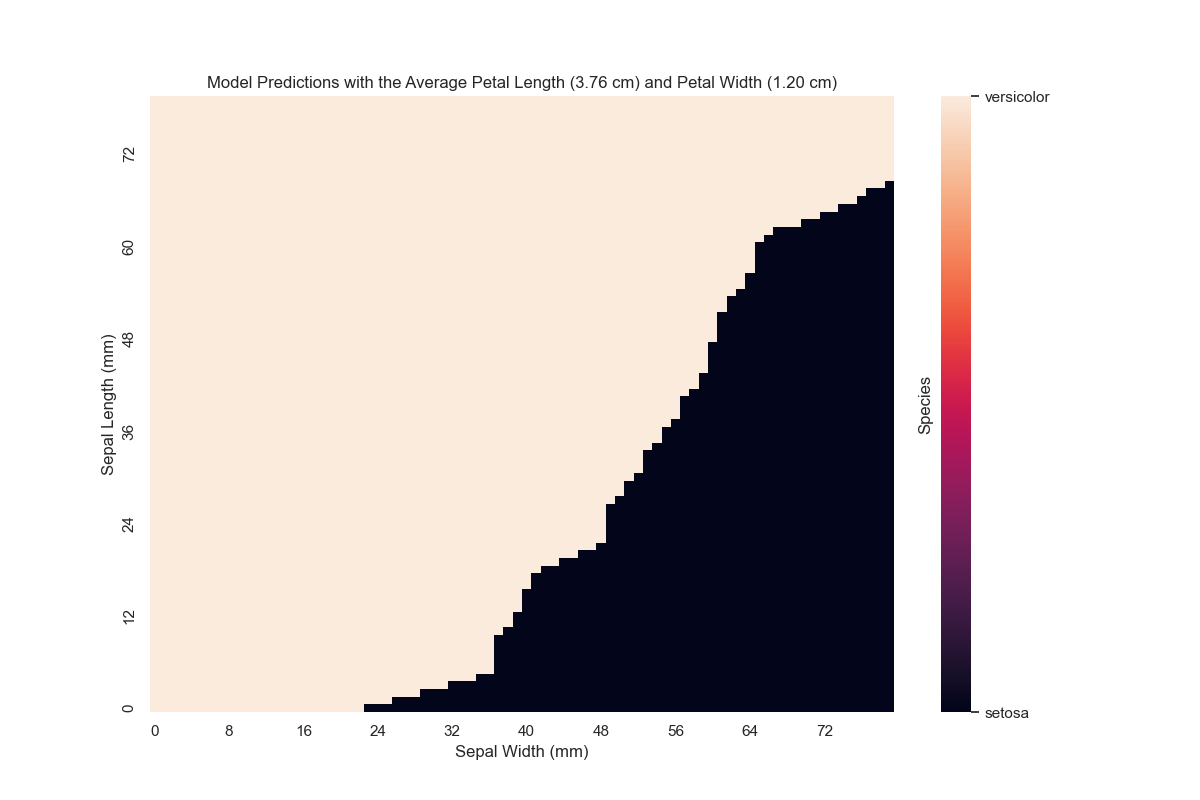 Model Predictions with the Average Petal Length (3.76 cm) and Petal Width (1.20 cm)
Sepal Length (mm)
72
60
48
36
24
12
0
0 8 16 24 32 40 48 56 64 72
Sepal Width (mm)
Species
versicolor
setosa